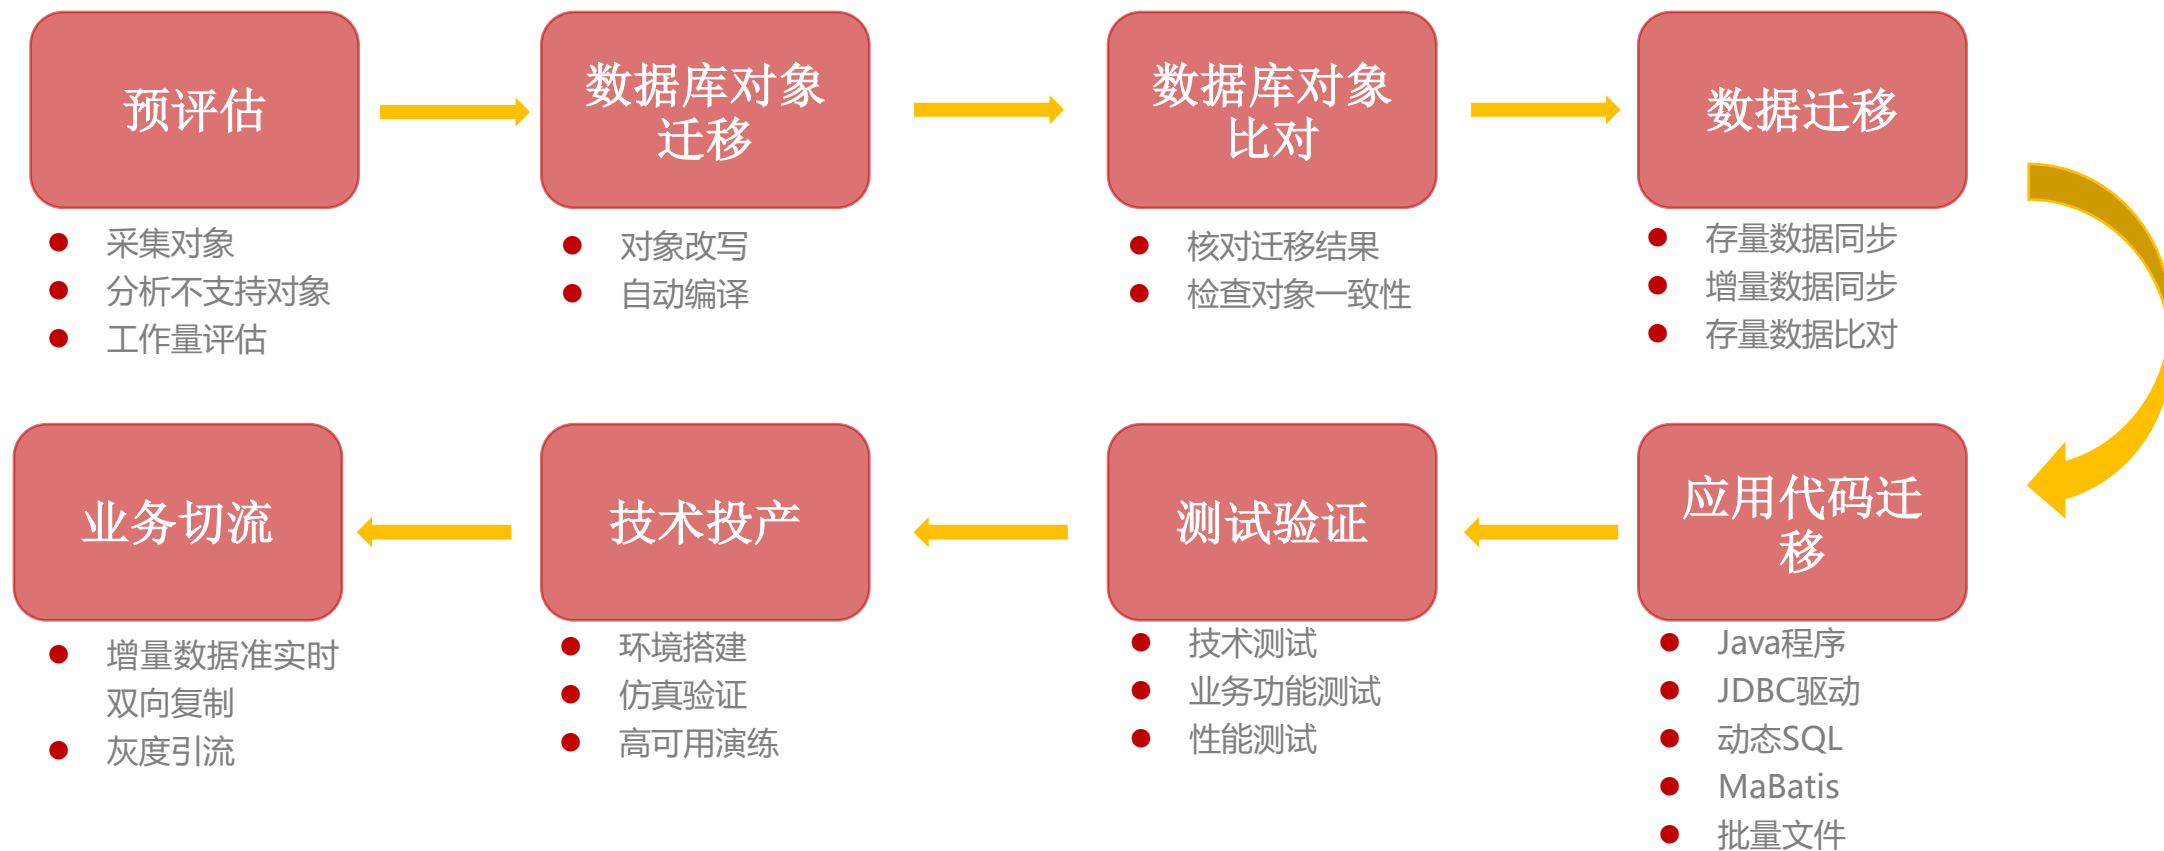 预评估
采集对象
分析不支持对象
工作量评估
数据库对象
迁移
对象改写
自动编译
数据库对象
比对
核对迁移结果
检查对象一致性
数据迁移
存量数据同步
增量数据同步
存量数据比对
应用代码迁
移
Java程序
JDBC驱动
动态SQL
MaBatis
批量文件
测试验证
技术测试
业务功能测试
性能测试
技术投产
环境搭建
仿真验证
高可用演练
业务切流
增量数据准实时
双向复制
灰度引流